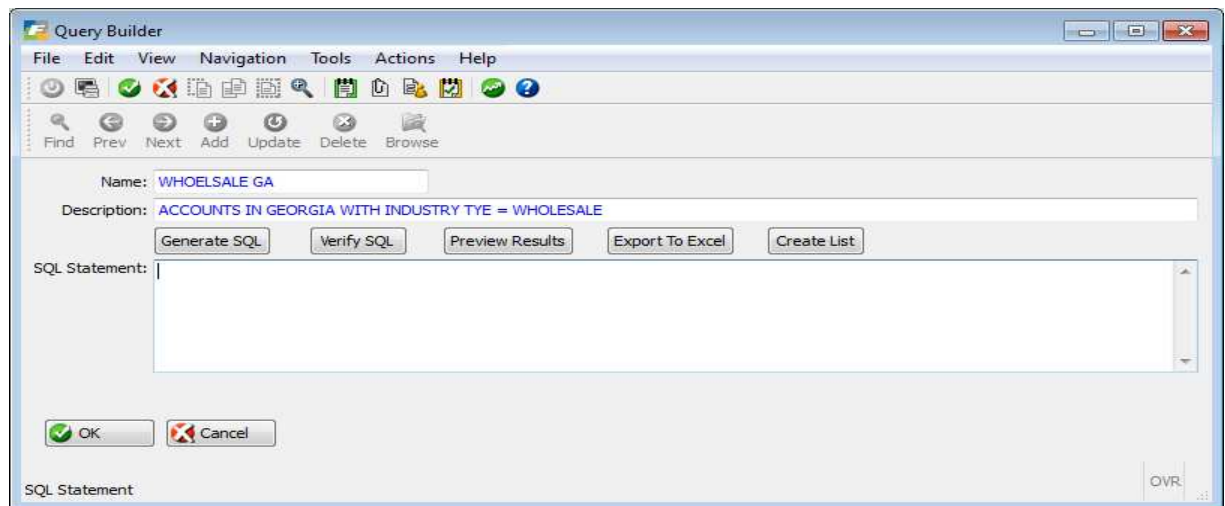 Query Builder
File Edit View Navigation Tools Actions Help
Find Prev Next Add Update Delete Browse
Name: WHOELSALE GA
Description: ACCOUNTS IN GEORGIA WITH INDUSTRY TYE = WHOLESALE
Generate SQL Verify SQL Preview Results Export To Excel Create List
SQL Statement:
OK Cancel
SQL Statement OVR